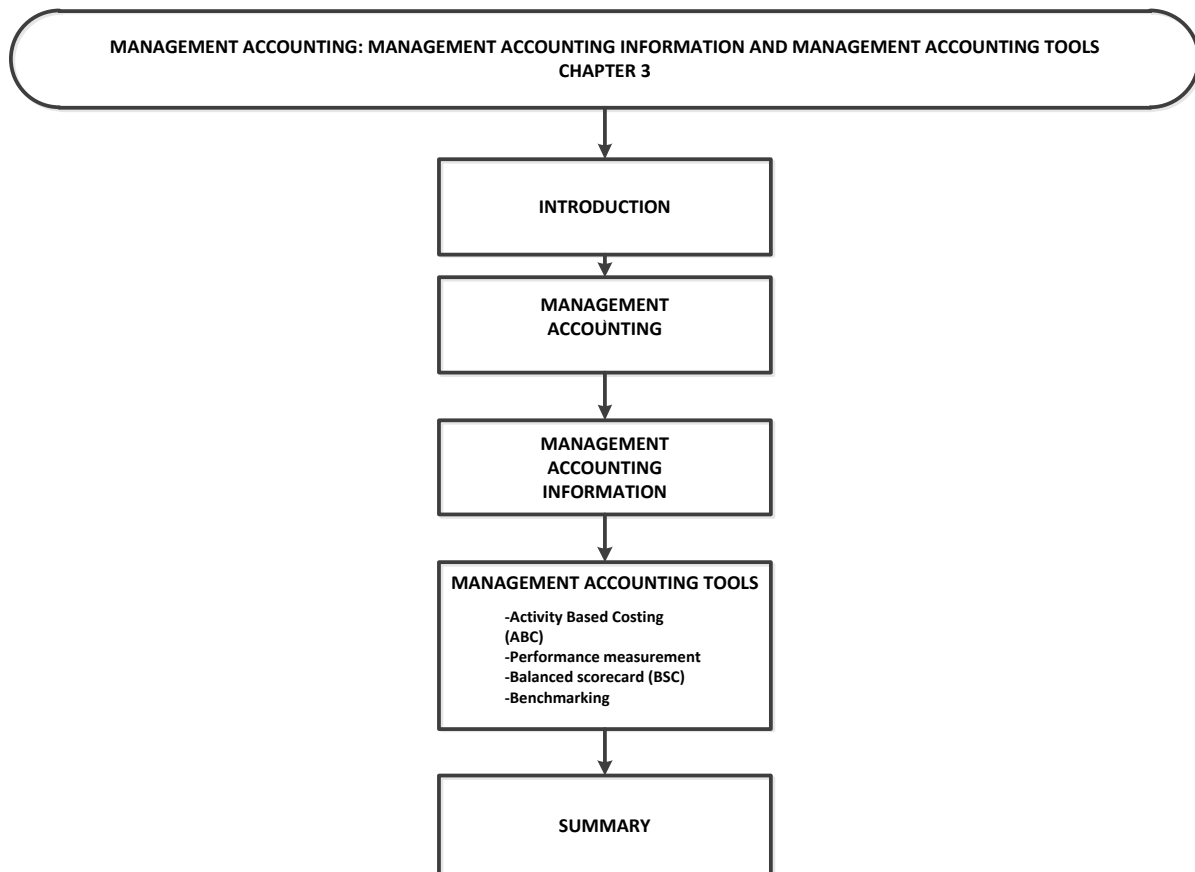 MANAGEMENT ACCOUNTING: MANAGEMENT ACCOUNTING INFORMATION AND MANAGEMENT ACCOUNTING TOOLS
CHAPTER 3
INTRODUCTION
MANAGEMENT
ACCOUNTING
MANAGEMENT
ACCOUNTING
INFORMATION
MANAGEMENT ACCOUNTING TOOLS
-Activity Based Costing
(ABC)
-Performance measurement
-Balanced scorecard (BSC)
-Benchmarking
SUMMARY